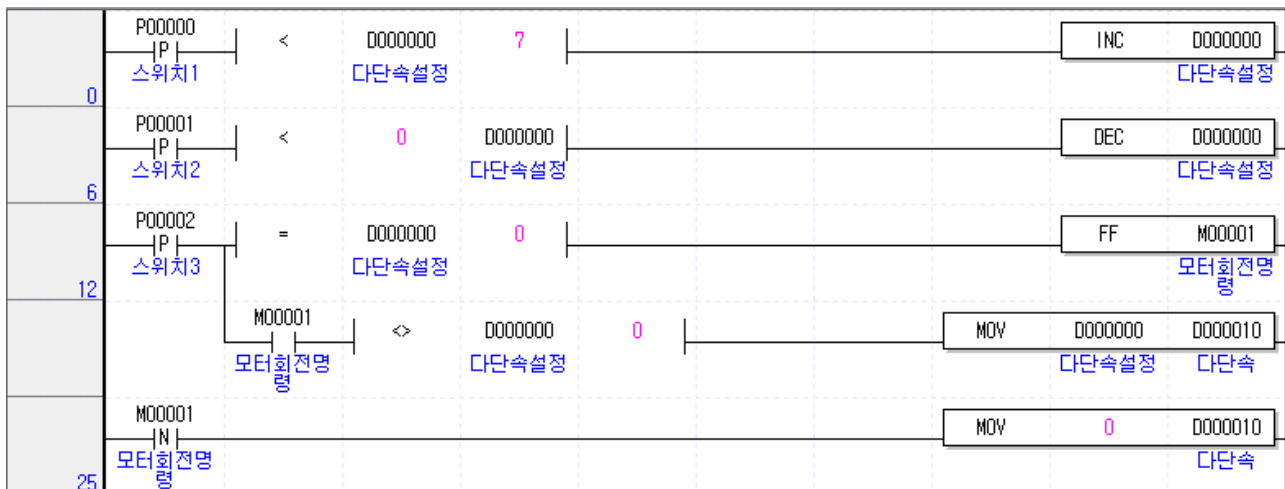 P00000 P < D000000 7 INC D000000
스위치1 다단속설정 다단속설정
0
P00001 P < 0 D000000 DEC D000000
스위치2 다단속설정 다단속설정
6
P00002 P = D000000 0 FF M00001
스위치3 다단속설정 모터회전명
령
12
M00001 <> D000000 0 MOV D000000 D000010
모터회전명 다단속설정 다단속설정 다단속
령
M00001 N MOV 0 D000010
모터회전명 다단속
령
25